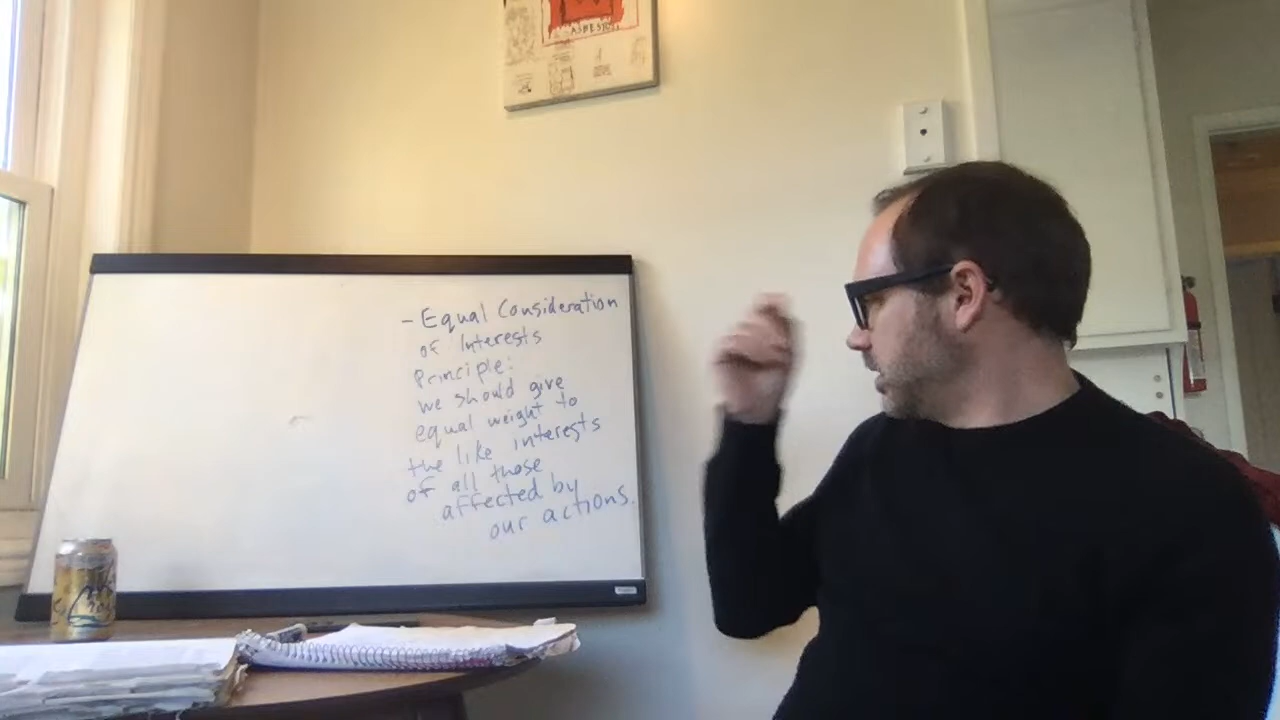 ASBESTOS
- Equal Consideration
of Interests
Principle:
we should give
equal weight to
the like interests
of all those
affected by
our actions.